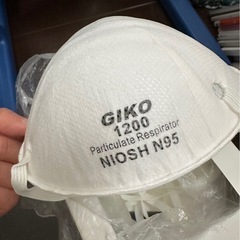 GIKO
1200
Particulate Respirator
NIOSH N95